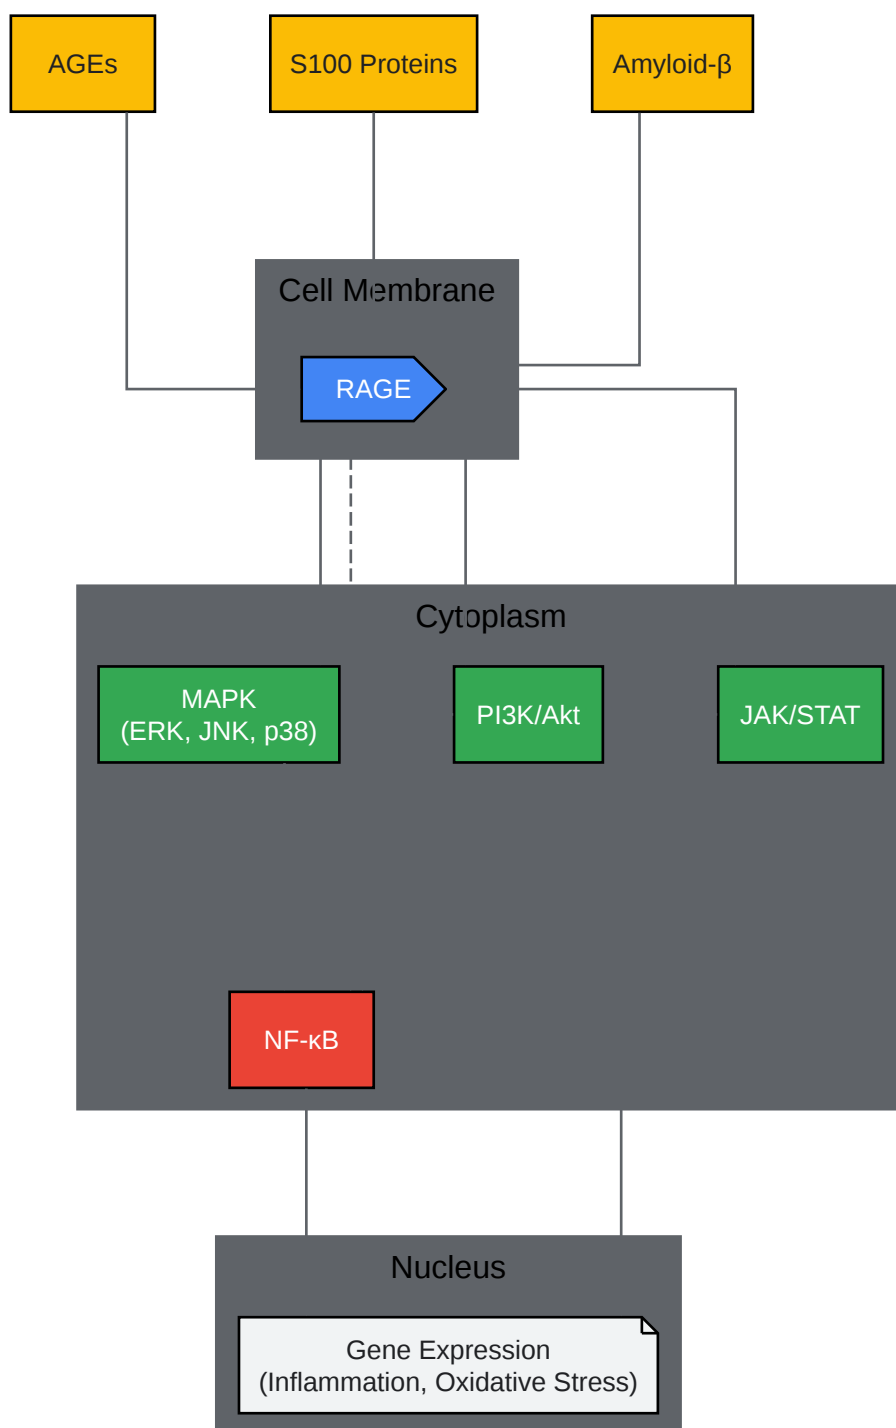 AGEs
S100 Proteins
Amyloid-β
Cell Membrane
RAGE
Cytoplasm
MAPK
(ERK, JNK, p38)
PI3K/Akt
JAK/STAT
NF-κB
Nucleus
Gene Expression
(Inflammation, Oxidative Stress)